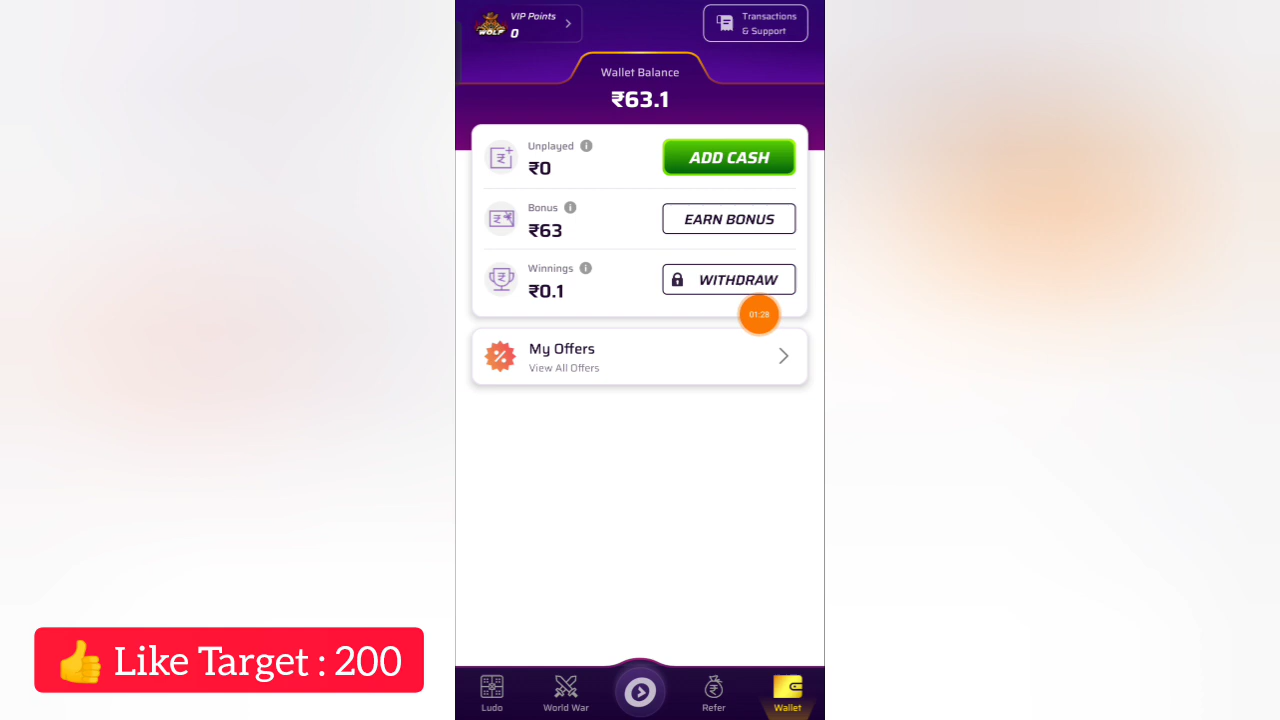 VIP Points
0
WOLF
Transactions
& Support
Wallet Balance
₹63.1
Unplayed
₹0
ADD CASH
Bonus
₹63
EARN BONUS
Winnings
₹0.1
WITHDRAW
01:28
My Offers
View All Offers
👍 Like Target : 200
Ludo
World War
Refer
Wallet